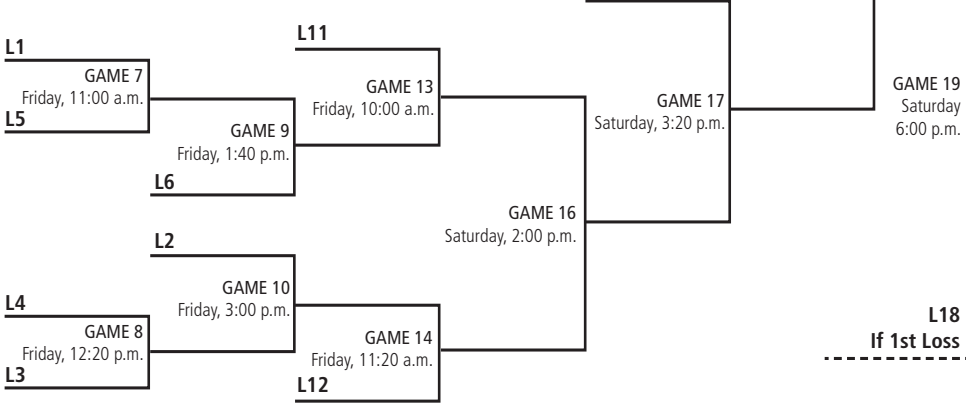 L1
GAME 7
Friday, 11:00 a.m.
L5
GAME 9
Friday, 1:40 p.m.
L6
L11
GAME 13
Friday, 10:00 a.m.
L2
GAME 10
Friday, 3:00 p.m.
L4
GAME 8
Friday, 12:20 p.m.
L3
GAME 14
Friday, 11:20 a.m.
L12
GAME 16
Saturday, 2:00 p.m.
GAME 17
Saturday, 3:20 p.m.
GAME 19
Saturday
6:00 p.m.
L18
If 1st Loss